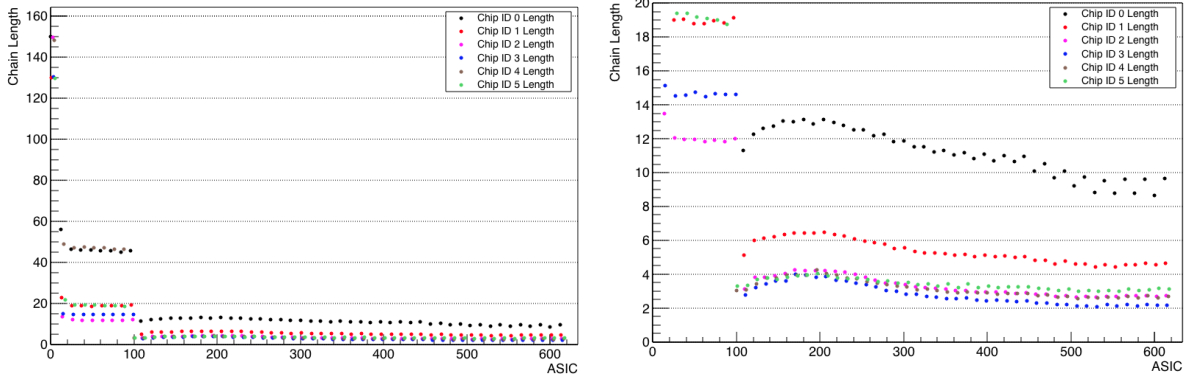 Chain Length
160
140
120
100
80
60
40
20
0
0
100
200
300
400
500
600
ASIC
Chip ID 0 Length
Chip ID 1 Length
Chip ID 2 Length
Chip ID 3 Length
Chip ID 4 Length
Chip ID 5 Length
Chain Length
20
18
16
14
12
10
8
6
4
2
0
0
100
200
300
400
500
600
ASIC
Chip ID 0 Length
Chip ID 1 Length
Chip ID 2 Length
Chip ID 3 Length
Chip ID 4 Length
Chip ID 5 Length